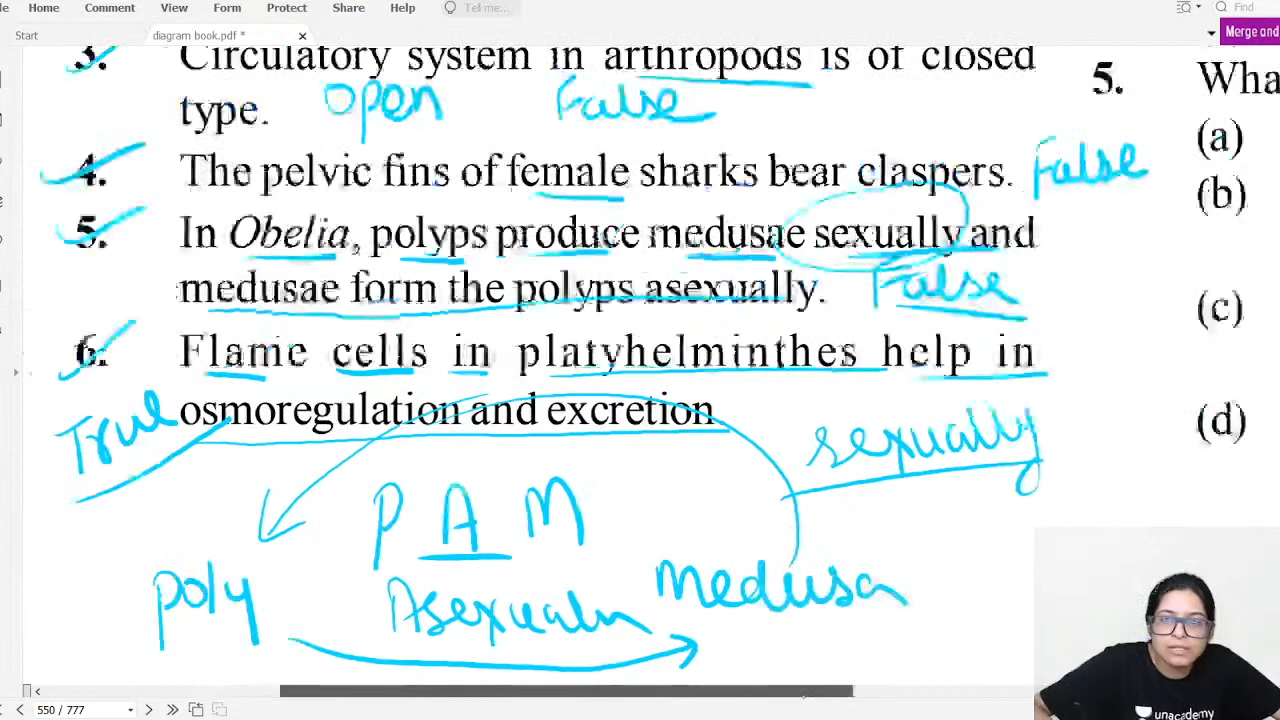 Home Comment View Form Protect Share Help Tell me... Find
Start diagram book.pdf * Merge and
3. Circulatory system in arthropods is of closed
type. open False
4. The pelvic fins of female sharks bear claspers. False
5. In Obelia, polyps produce medusae sexually and
medusae form the polyps asexually. False
6. Flame cells in platyhelminthes help in
True osmoregulation and excretion
sexually
P A M
poly Asexually Medusa
5. Wha
(a)
(b)
(c)
(d)
unacademy
550 / 777